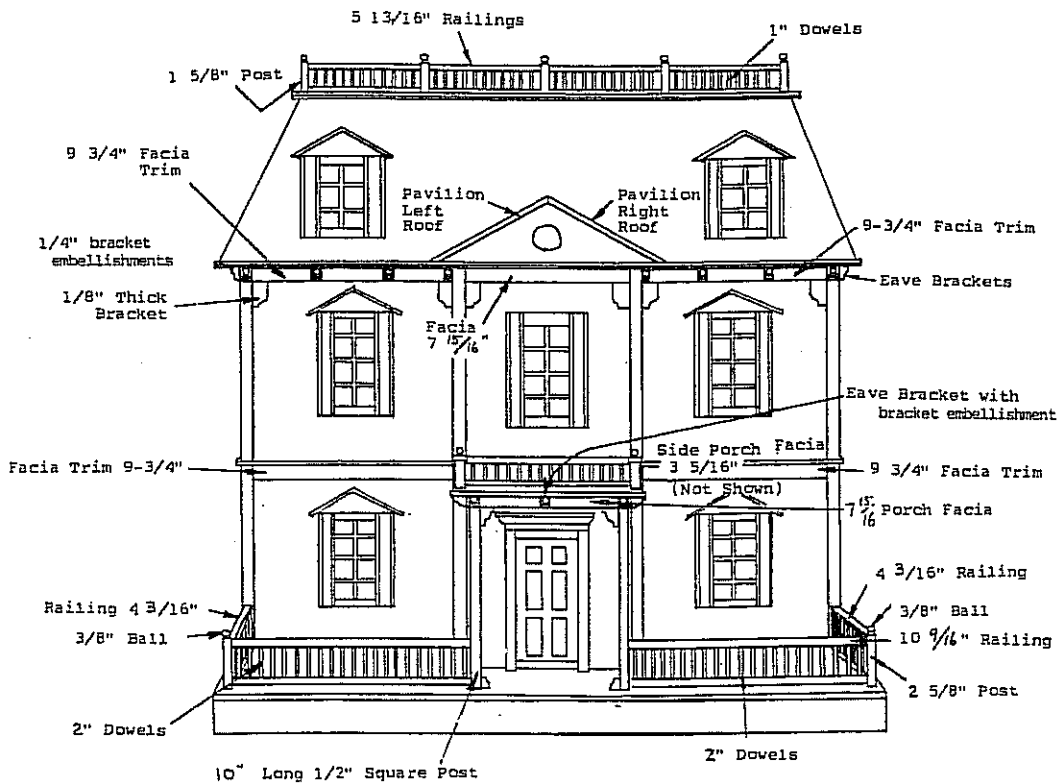 5 13/16" Railings
1" Dowels
1 5/8" Post
9 3/4" Facia
Trim
Pavilion
Left
Roof
Pavilion
Right
Roof
9-3/4" Facia Trim
1/4" bracket
embellishments
Eave Brackets
1/8" Thick
Bracket
Facia
7 15/16"
Eave Bracket with
bracket embellishment
Side Porch Facia
3 5/16"
(Not Shown)
Facia Trim 9-3/4"
9 3/4" Facia Trim
7 15/16 Porch Facia
4 3/16" Railing
Railing 4 3/16"
3/8" Ball
3/8" Ball
10 9/16" Railing
2 5/8" Post
2" Dowels
2" Dowels
10" Long 1/2" Square Post